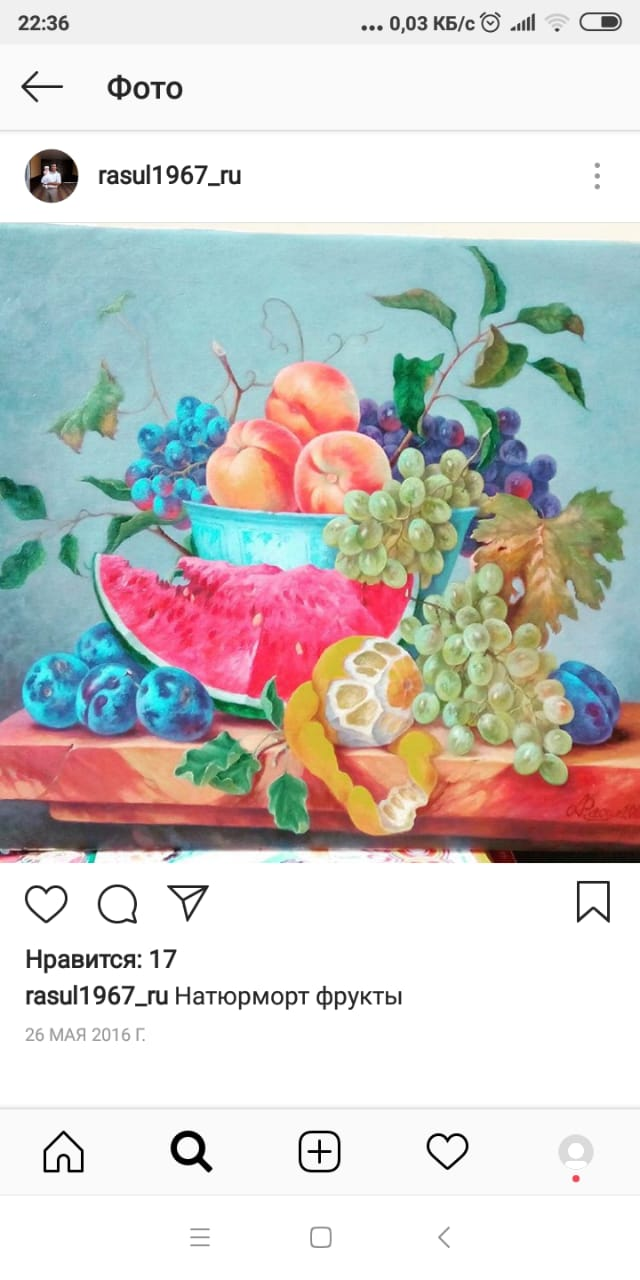 22:36
... 0,03 КБ/с
Фото
rasul1967_ru
Нравится: 17
rasul1967_ru Натюрморт фрукты
26 МАЯ 2016 Г.